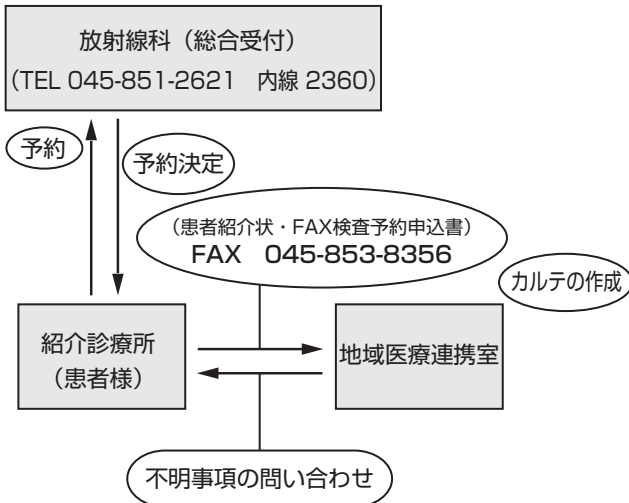 放射線科（総合受付）
（TEL 045-851-2621　内線 2360）
予約
予約決定
（患者紹介状・FAX検査予約申込書）
FAX　045-853-8356
カルテの作成
紹介診療所
（患者様）
地域医療連携室
不明事項の問い合わせ